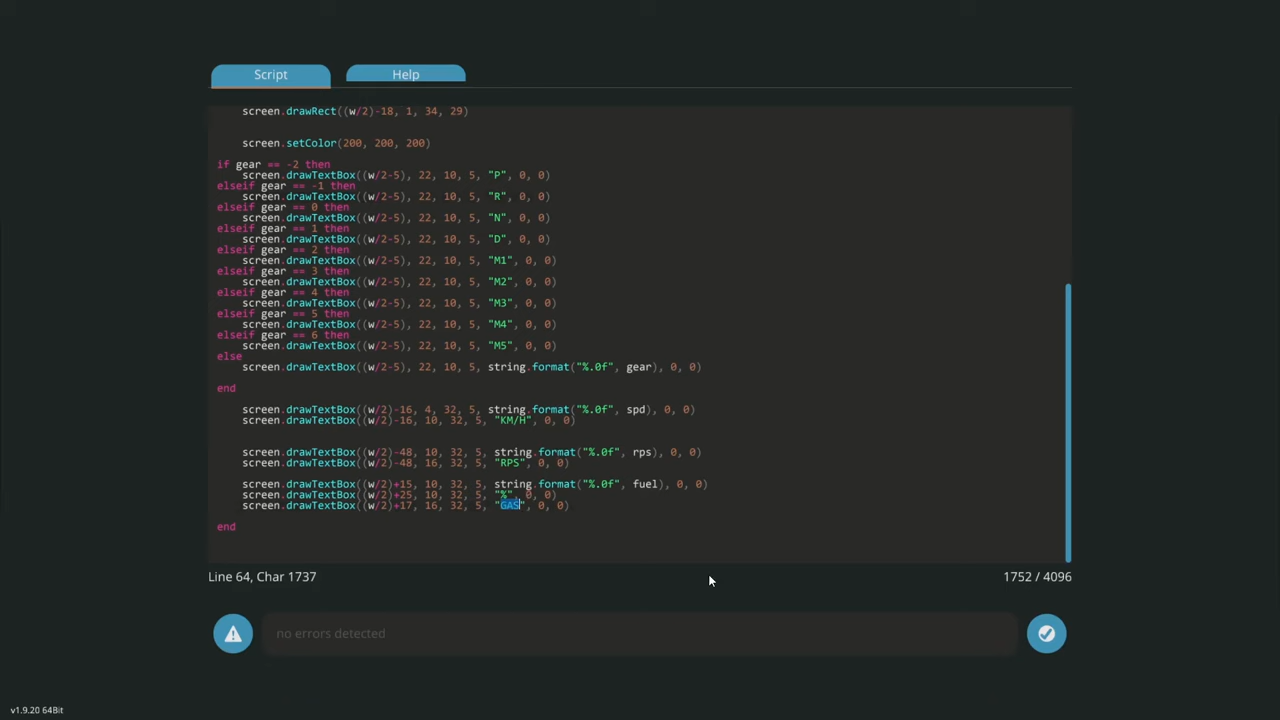 Script
Help
screen.drawRect((w/2)-18, 1, 34, 29)
screen.setColor(200, 200, 200)
if gear == -2 then
screen.drawTextBox((w/2-5), 22, 10, 5, "P", 0, 0)
elseif gear == -1 then
screen.drawTextBox((w/2-5), 22, 10, 5, "R", 0, 0)
elseif gear == 0 then
screen.drawTextBox((w/2-5), 22, 10, 5, "N", 0, 0)
elseif gear == 1 then
screen.drawTextBox((w/2-5), 22, 10, 5, "D", 0, 0)
elseif gear == 2 then
screen.drawTextBox((w/2-5), 22, 10, 5, "M1", 0, 0)
elseif gear == 3 then
screen.drawTextBox((w/2-5), 22, 10, 5, "M2", 0, 0)
elseif gear == 4 then
screen.drawTextBox((w/2-5), 22, 10, 5, "M3", 0, 0)
elseif gear == 5 then
screen.drawTextBox((w/2-5), 22, 10, 5, "M4", 0, 0)
elseif gear == 6 then
screen.drawTextBox((w/2-5), 22, 10, 5, "M5", 0, 0)
else
screen.drawTextBox((w/2-5), 22, 10, 5, string.format("%.0f", gear), 0, 0)
end
screen.drawTextBox((w/2)-16, 4, 32, 5, string.format("%.0f", spd), 0, 0)
screen.drawTextBox((w/2)-16, 10, 32, 5, "KM/H", 0, 0)
screen.drawTextBox((w/2)-48, 10, 32, 5, string.format("%.0f", rps), 0, 0)
screen.drawTextBox((w/2)-48, 16, 32, 5, "RPS", 0, 0)
screen.drawTextBox((w/2)+15, 10, 32, 5, string.format("%.0f", fuel), 0, 0)
screen.drawTextBox((w/2)+25, 10, 32, 5, "%", 0, 0)
screen.drawTextBox((w/2)+17, 16, 32, 5, "GAS", 0, 0)
end
Line 64, Char 1737
1752 / 4096
no errors detected
v1.9.20 64Bit